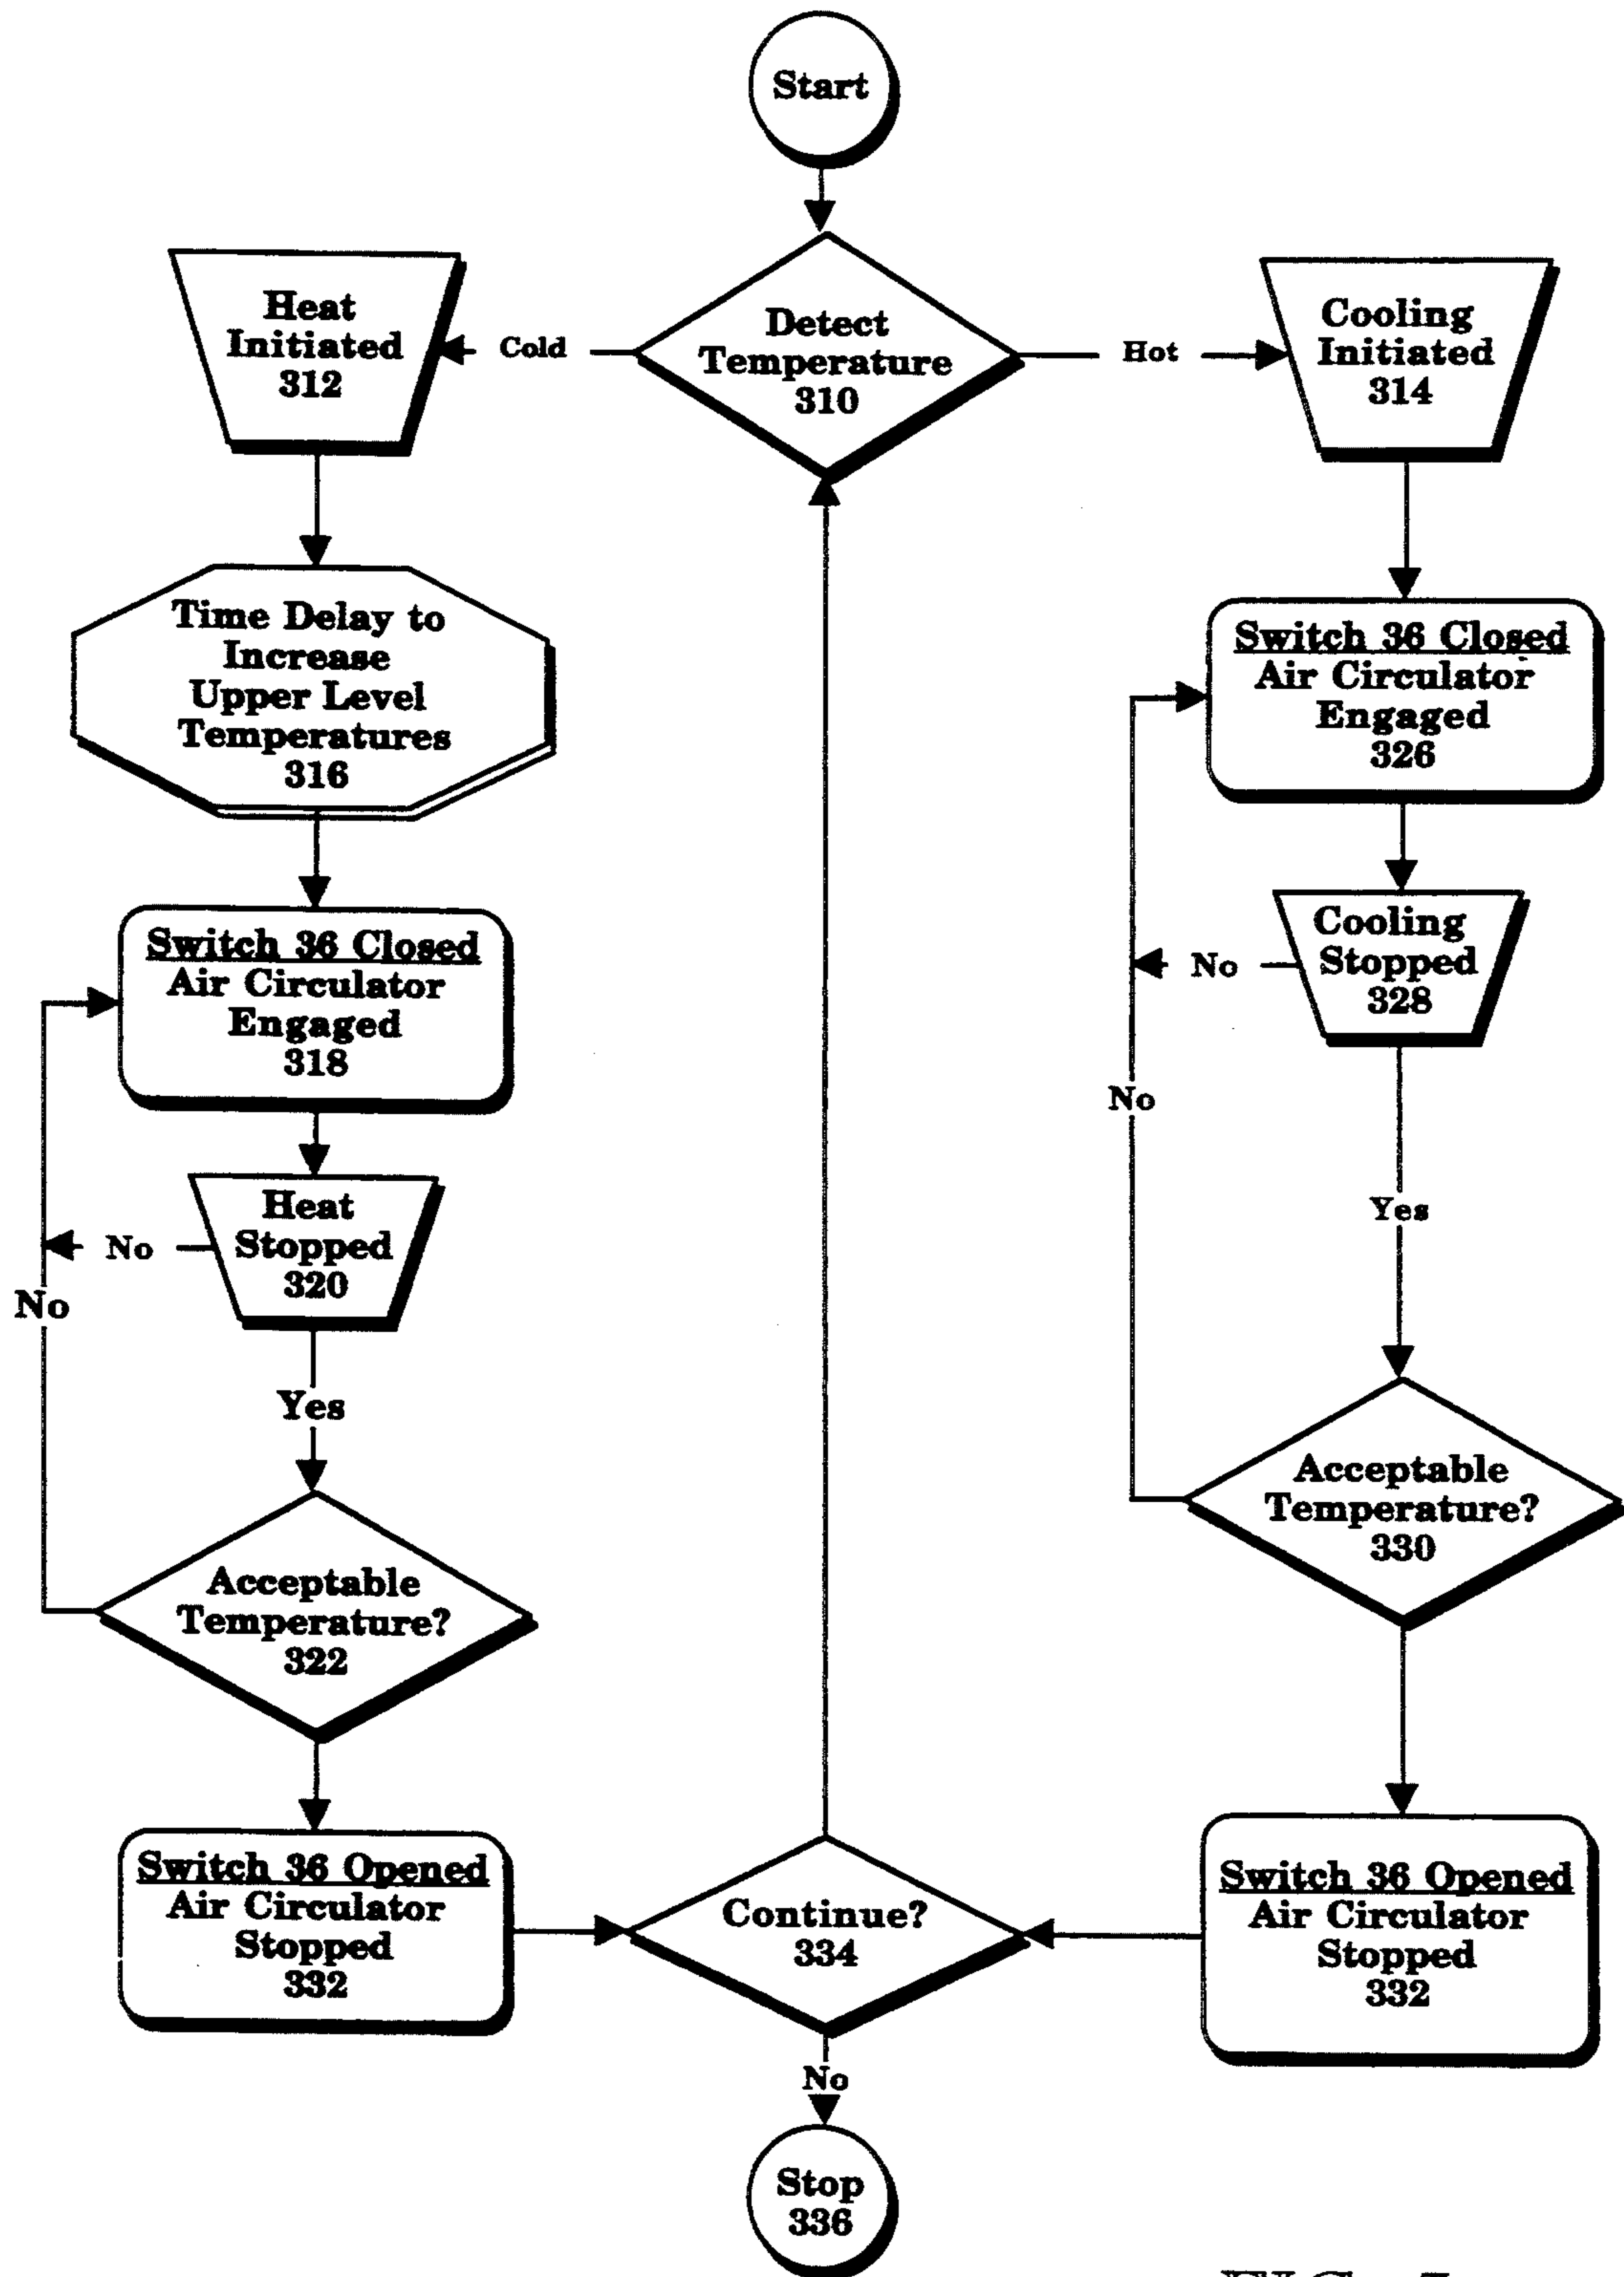 Start
Detect
Temperature
310
Cold
Hot
Heat
Initiated
312
Cooling
Initiated
314
Time Delay to
Increase
Upper Level
Temperatures
316
Switch 36 Closed
Air Circulator
Engaged
318
Heat
Stopped
320
No
No
Yes
Acceptable
Temperature?
322
Switch 36 Opened
Air Circulator
Stopped
332
Switch 36 Closed
Air Circulator
Engaged
326
Cooling
Stopped
328
No
No
Yes
Acceptable
Temperature?
330
Switch 36 Opened
Air Circulator
Stopped
332
Continue?
334
No
Stop
336